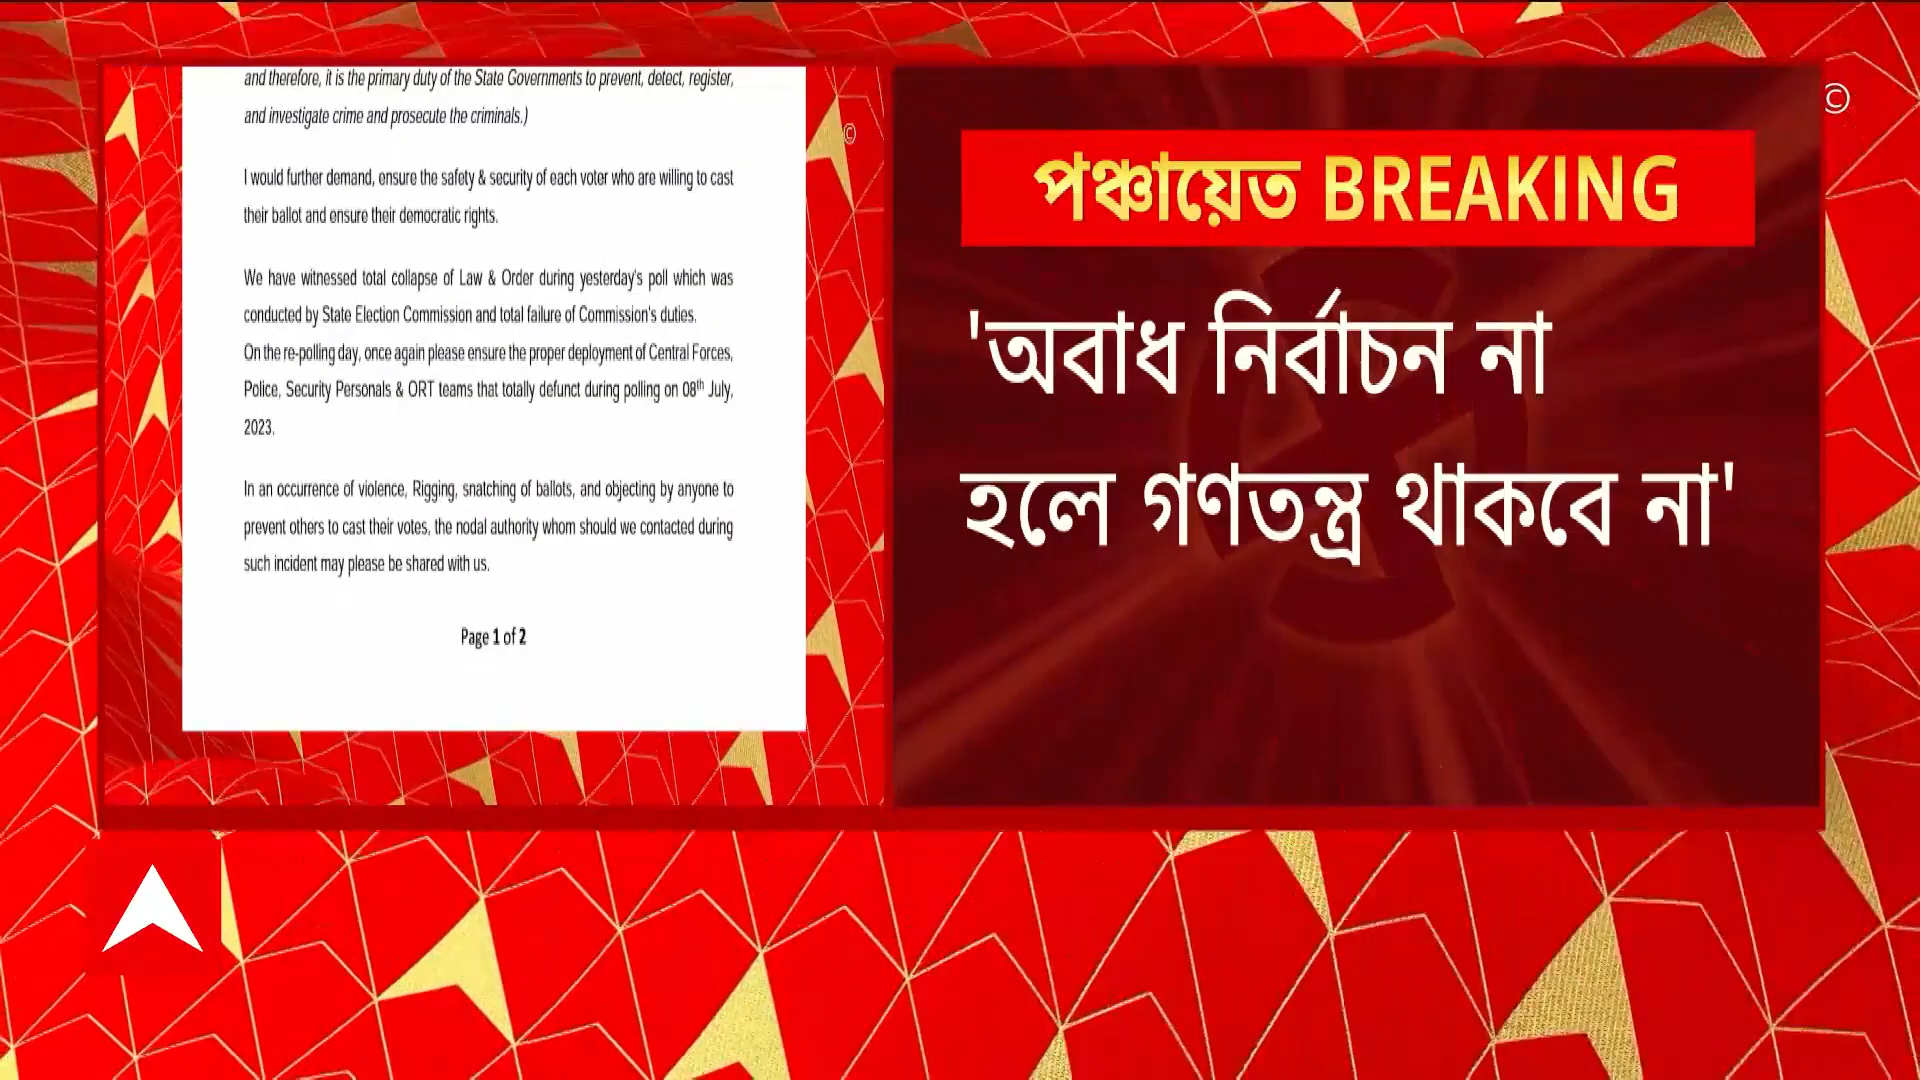 and therefore, it is the primary duty of the State Governments to prevent, detect, register,
and investigate crime and prosecute the criminals.)
I would further demand, ensure the safety & security of each voter who are willing to cast
their ballot and ensure their democratic rights.
We have witnessed total collapse of Law & Order during yesterday's poll which was
conducted by State Election Commission and total failure of Commission's duties.
On the re-polling day, once again please ensure the proper deployment of Central Forces,
Police, Security Personals & ORT teams that totally defunct during polling on 08th July,
2023.
In an occurrence of violence, Rigging, snatching of ballots, and objecting by anyone to
prevent others to cast their votes, the nodal authority whom should we contacted during
such incident may please be shared with us.
Page 1 of 2
©
পঞ্চায়েত BREAKING
'অবাধ নির্বাচন না
হলে গণতন্ত্র থাকবে না'
©